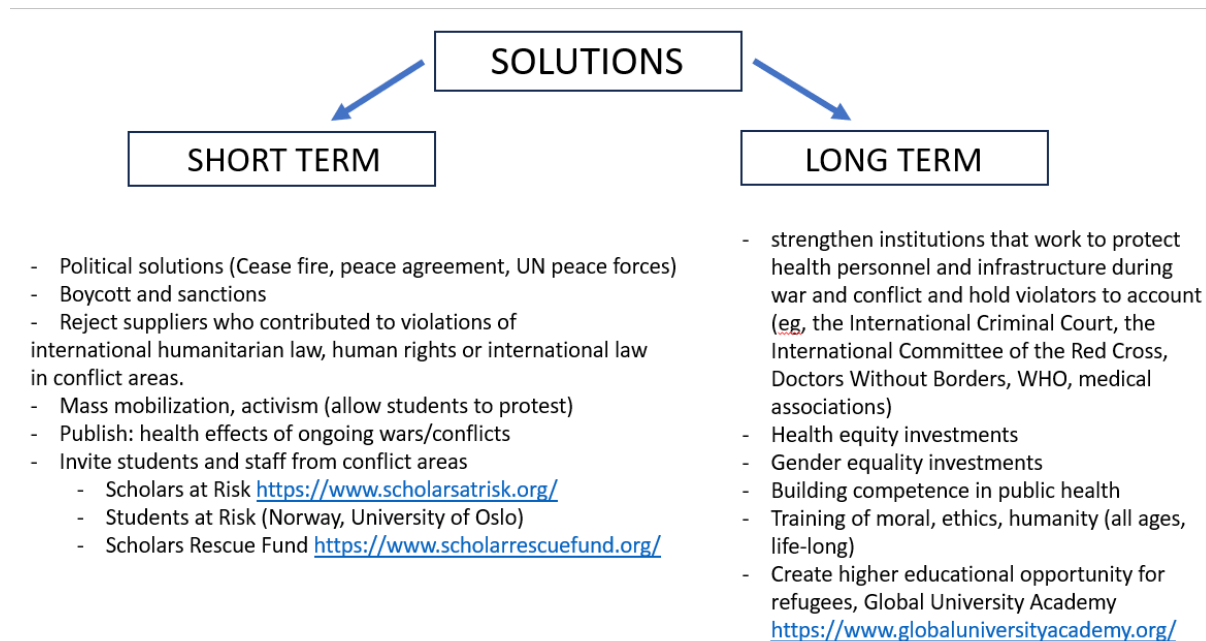 SOLUTIONS
SHORT TERM
- Political solutions (Cease fire, peace agreement, UN peace forces)
- Boycott and sanctions
- Reject suppliers who contributed to violations of
international humanitarian law, human rights or international law
in conflict areas.
- Mass mobilization, activism (allow students to protest)
- Publish: health effects of ongoing wars/conflicts
- Invite students and staff from conflict areas
- Scholars at Risk https://www.scholarsatrisk.org/
- Students at Risk (Norway, University of Oslo)
- Scholars Rescue Fund https://www.scholarrescuefund.org/
LONG TERM
- strengthen institutions that work to protect
health personnel and infrastructure during
war and conflict and hold violators to account
(eg, the International Criminal Court, the
International Committee of the Red Cross,
Doctors Without Borders, WHO, medical
associations)
- Health equity investments
- Gender equality investments
- Building competence in public health
- Training of moral, ethics, humanity (all ages,
life-long)
- Create higher educational opportunity for
refugees, Global University Academy
https://www.globaluniversityacademy.org/